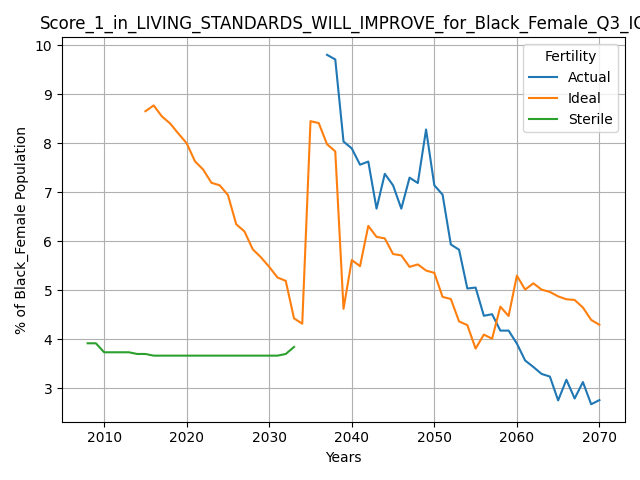 Score_1_in_LIVING_STANDARDS_WILL_IMPROVE_for_Black_Female_Q3_IC
Fertility
Actual
Ideal
Sterile
10
9
8
7
6
5
4
3
% of Black_Female Population
2010 2020 2030 2040 2050 2060 2070
Years